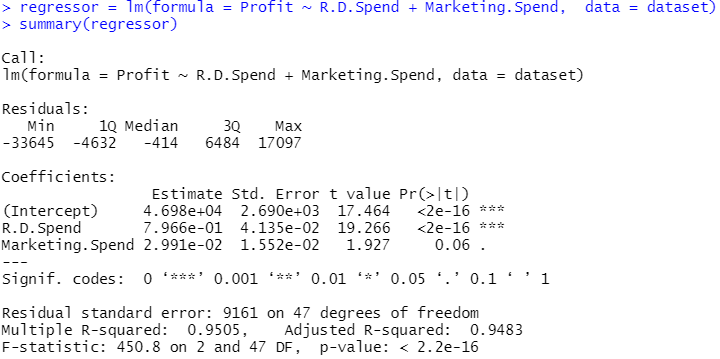 > regressor = lm(formula = Profit ~ R.D.Spend + Marketing.Spend,  data = dataset)
> summary(regressor)
Call:
lm(formula = Profit ~ R.D.Spend + Marketing.Spend, data = dataset)
Residuals:
   Min     1Q Median     3Q    Max
-33645  -4632   -414   6484  17097
Coefficients:
                 Estimate Std. Error t value Pr(>|t|)
(Intercept)     4.698e+04  2.690e+03  17.464   <2e-16 ***
R.D.Spend       7.966e-01  4.135e-02  19.266   <2e-16 ***
Marketing.Spend 2.991e-02  1.552e-02   1.927     0.06 .
---
Signif. codes:  0 ‘***’ 0.001 ‘**’ 0.01 ‘*’ 0.05 ‘.’ 0.1 ‘ ’ 1
Residual standard error: 9161 on 47 degrees of freedom
Multiple R-squared:  0.9505,    Adjusted R-squared:  0.9483
F-statistic: 450.8 on 2 and 47 DF,  p-value: < 2.2e-16